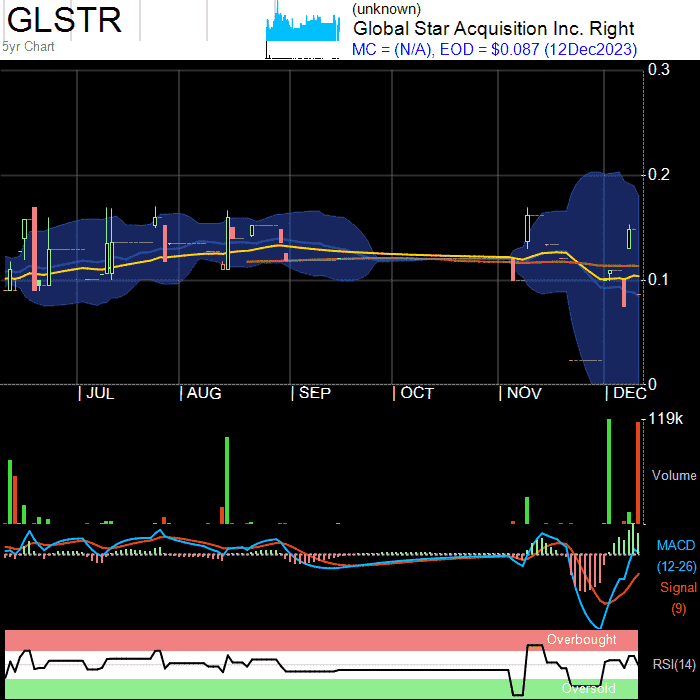 GLSTR
(unknown)
Global Star Acquisition Inc. Right
5yr Chart
MC = (N/A), EOD = $0.087 (12Dec2023)
0.3
0.2
0.1
0
| JUL | AUG | SEP | OCT | NOV | DEC
119k
Volume
MACD
(12-26)
Signal
(9)
Overbought
RSI(14)
Oversold